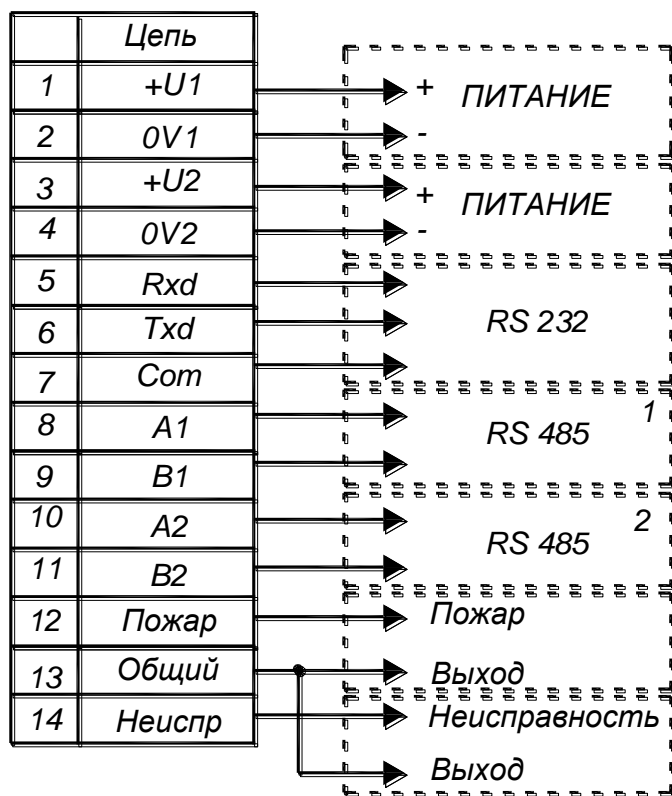 Цепь
1 +U1 + ПИТАНИЕ
2 0V1 -
3 +U2 + ПИТАНИЕ
4 0V2 -
5 Rxd
6 Txd RS 232
7 Com
8 A1 RS 485 1
9 B1
10 A2 RS 485 2
11 B2
12 Пожар Пожар
13 Общий Выход
14 Неиспр Неисправность
Выход